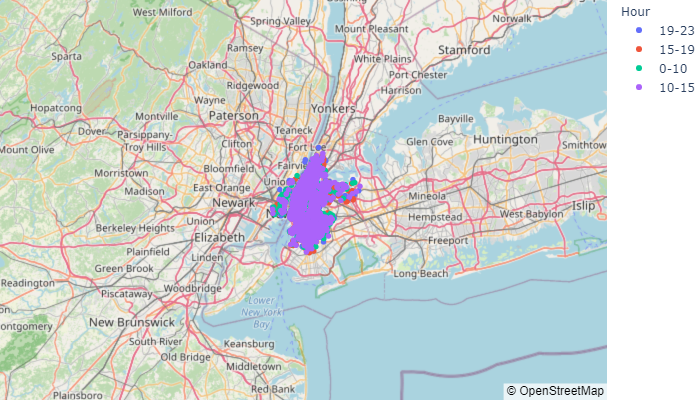 West Milford
Spring Valley
Mount Pleasant
Norwalk
Sparta
Ramsey
White Plains
Stamford
Oakland
Port Chester
Ridgewood
Harrison
Hopatcong
Wayne
Paterson
Yonkers
Montville
Teaneck
Bayville
Dover
Parsippany-
Troy Hills
Clifton
Fort Lee
Glen Cove
Huntington
Smithtow
Mount Olive
Bloomfield
Fairvie
Morristown
East Orange
Union
Madison
Newark
Mineola
Islip
Berkeley Heights
Union
Hempstead
West Babylon
Elizabeth
Freeport
Plainfield
Linden
Green Brook
Long Beach
Readington
Woodbridge
Piscataway
Lower
New York
Bay
New Brunswick
South River
Keansburg
Old Bridge
Middletown
Plainsboro
Red Bank
© OpenStreetMap
Hour
19-23
15-19
0-10
10-15